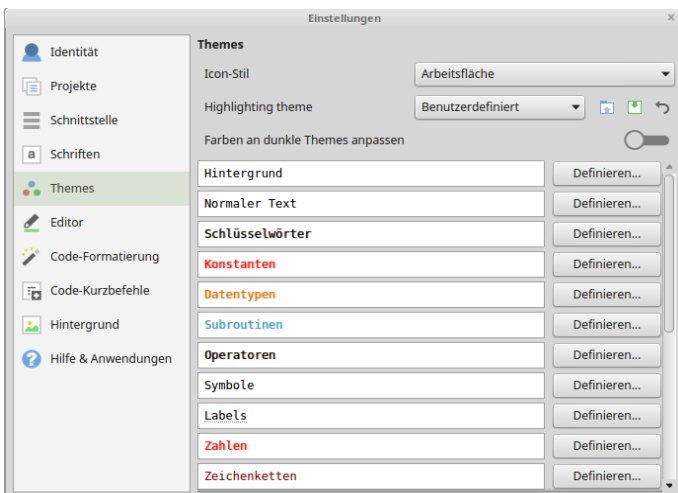 Einstellungen
Identität
Projekte
Schnittstelle
Schriften
Themes
Editor
Code-Formatierung
Code-Kurzbefehle
Hintergrund
Hilfe & Anwendungen
Themes
Icon-Stil Arbeitsfläche
Highlighting theme Benutzerdefiniert
Farben an dunkle Themes anpassen
Hintergrund Definieren...
Normaler Text Definieren...
Schlüsselwörter Definieren...
Konstanten Definieren...
Datentypen Definieren...
Subroutinen Definieren...
Operatoren Definieren...
Symbole Definieren...
Labels Definieren...
Zahlen Definieren...
Zeichenketten Definieren...